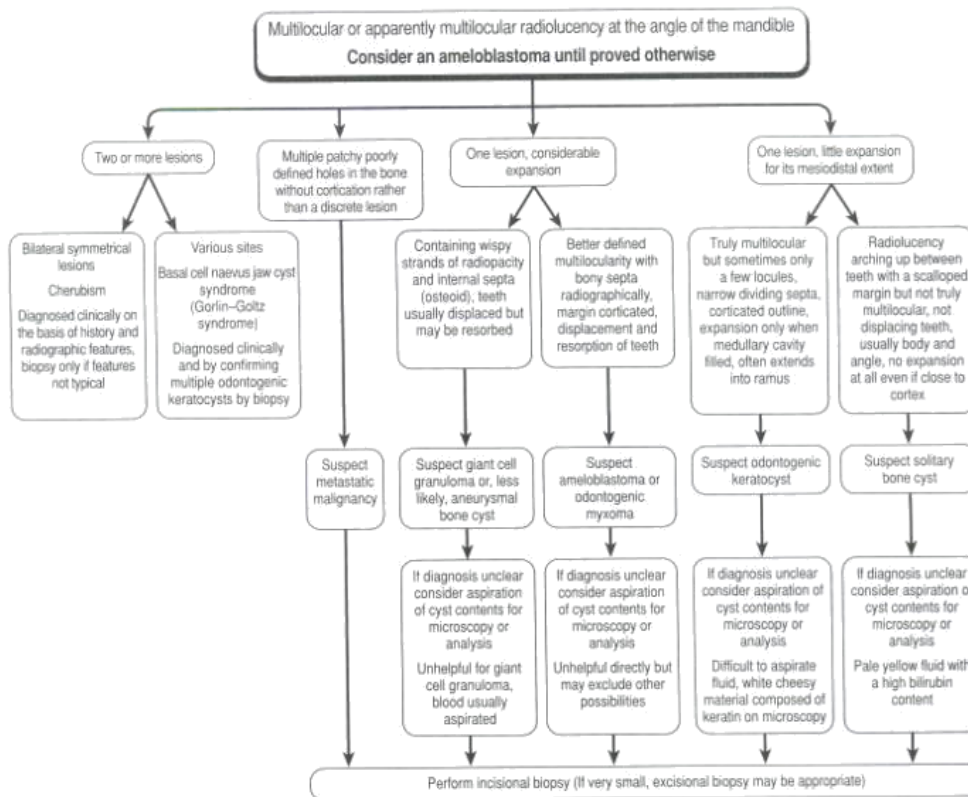 Multilocular or apparently multilocular radiolucency at the angle of the mandible
Consider an ameloblastoma until proved otherwise
Two or more lesions
Multiple patchy poorly
defined holes in the bone
without cortication rather
than a discrete lesion
One lesion, considerable
expansion
One lesion, little expansion
for its mesiodistal extent
Bilateral symmetrical
lesions
Cherubism
Diagnosed clinically on
the basis of history and
radiographic features,
biopsy only if features
not typical
Various sites
Basal cell naevus jaw cyst
syndrome
(Gorlin–Goltz
syndrome)
Diagnosed clinically
and by confirming
multiple odontogenic
keratocysts by biopsy
Containing wispy
strands of radiopacity
and internal septa
(osteoid), teeth
usually displaced but
may be resorbed
Better defined
multilocularity with
bony septa
radiographically,
margin corticated,
displacement and
resorption of teeth
Truly multilocular
but sometimes only
a few locules,
narrow dividing septa,
corticated outline,
expansion only when
medullary cavity
filled, often extends
into ramus
Radiolucency
arching up between
teeth with a scalloped
margin but not truly
multilocular, not
displacing teeth,
usually body and
angle, no expansion
at all even if close to
cortex
Suspect
metastatic
malignancy
Suspect giant cell
granuloma or, less
likely, aneurysmal
bone cyst
Suspect
ameloblastoma or
odontogenic
myxoma
Suspect odontogenic
keratocyst
Suspect solitary
bone cyst
If diagnosis unclear
consider aspiration
of cyst contents for
microscopy or
analysis
Unhelpful for giant
cell granuloma,
blood usually
aspirated
If diagnosis unclear
consider aspiration
of cyst contents for
microscopy or
analysis
Unhelpful directly but
may exclude other
possibilities
If diagnosis unclear
consider aspiration of
cyst contents for
microscopy or
analysis
Difficult to aspirate
fluid, white cheesy
material composed of
keratin on microscopy
If diagnosis unclear
consider aspiration of
cyst contents for
microscopy or
analysis
Pale yellow fluid with
a high bilirubin
content
Perform incisional biopsy (If very small, excisional biopsy may be appropriate)